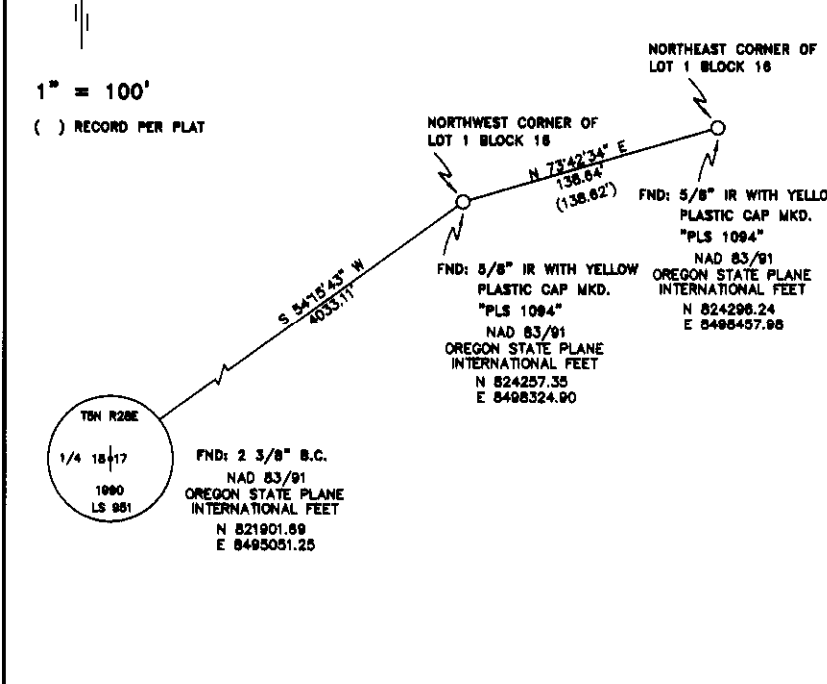 1" = 100'
( ) RECORD PER PLAT
NORTHEAST CORNER OF
LOT 1 BLOCK 16
NORTHWEST CORNER OF
LOT 1 BLOCK 16
N 73°42'34" E
138.64'
(138.62')
FND: 5/8" IR WITH YELLO
PLASTIC CAP MKD.
"PLS 1094"
NAD 83/91
OREGON STATE PLANE
INTERNATIONAL FEET
N 824296.24
E 8498457.98
FND: 5/8" IR WITH YELLOW
PLASTIC CAP MKD.
"PLS 1094"
NAD 83/91
OREGON STATE PLANE
INTERNATIONAL FEET
N 824257.35
E 8498324.90
S 54°15'43" W
4033.11'
T5N R28E
1/4 18 17
1990
LS 951
FND: 2 3/8" B.C.
NAD 83/91
OREGON STATE PLANE
INTERNATIONAL FEET
N 821901.69
E 8495051.25